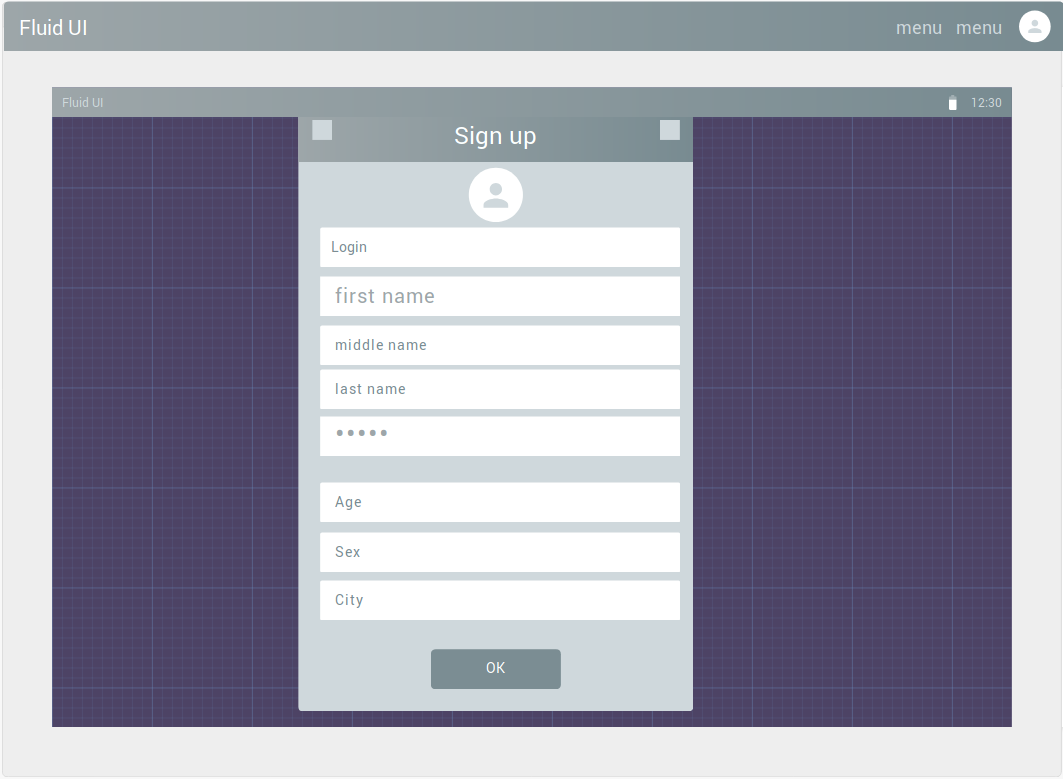 Fluid UI
menu menu
Fluid UI
12:30
Sign up
Login
first name
middle name
last name
•••••
Age
Sex
City
OK